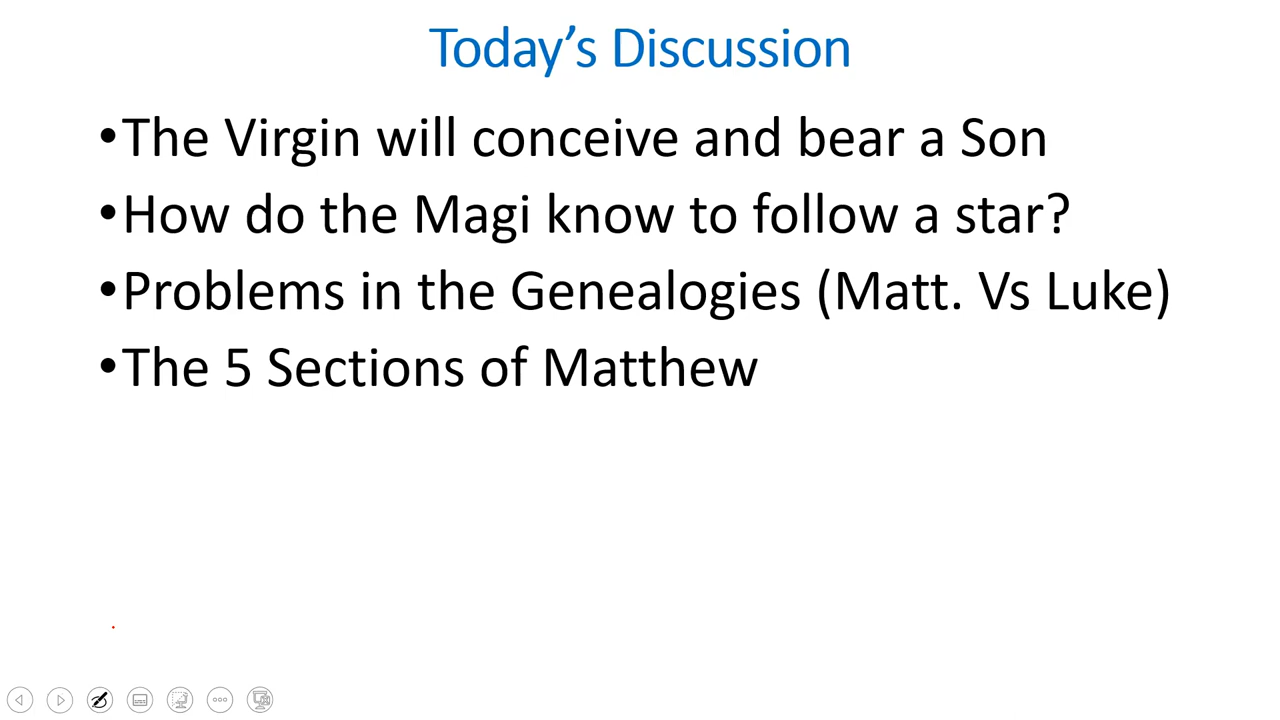 Today’s Discussion
•The Virgin will conceive and bear a Son
•How do the Magi know to follow a star?
•Problems in the Genealogies (Matt. Vs Luke)
•The 5 Sections of Matthew